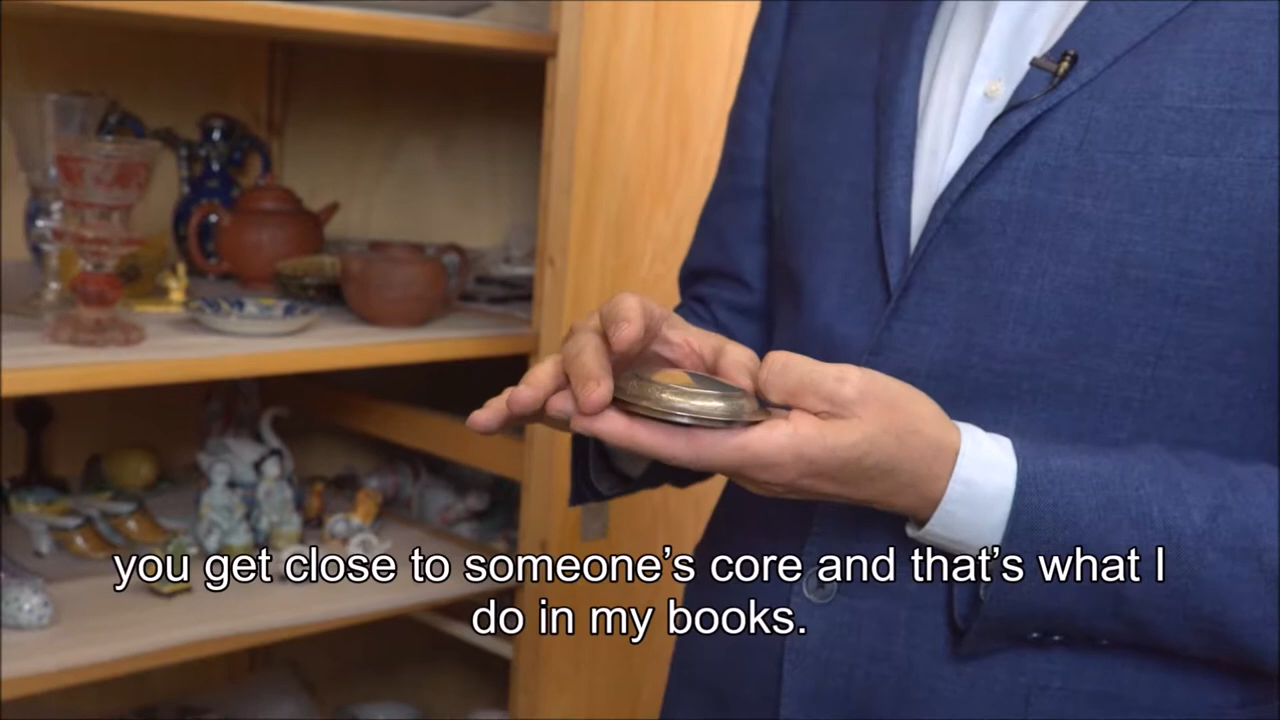 you get close to someone’s core and that’s what I
do in my books.